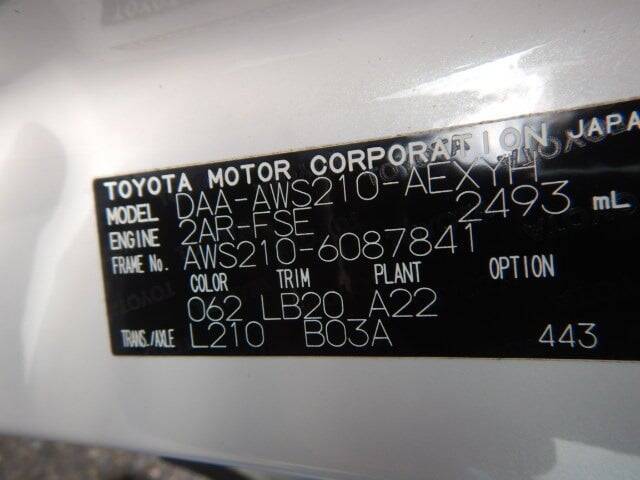 TOYOTA MOTOR CORPORATION JAPA
MODEL DAA-AWS210-AEXYH
ENGINE 2AR-FSE 2493 mL
FRAME No. AWS210-6087841
COLOR TRIM PLANT OPTION
062 LB20 A22
TRANS./AXLE L210 B03A 443